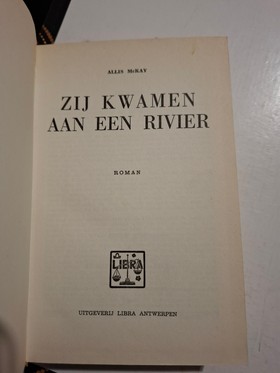 ALLIS McKAY
ZIJ KWAMEN
AAN EEN RIVIER
ROMAN
LIBRA
UITGEVERIJ LIBRA ANTWERPEN